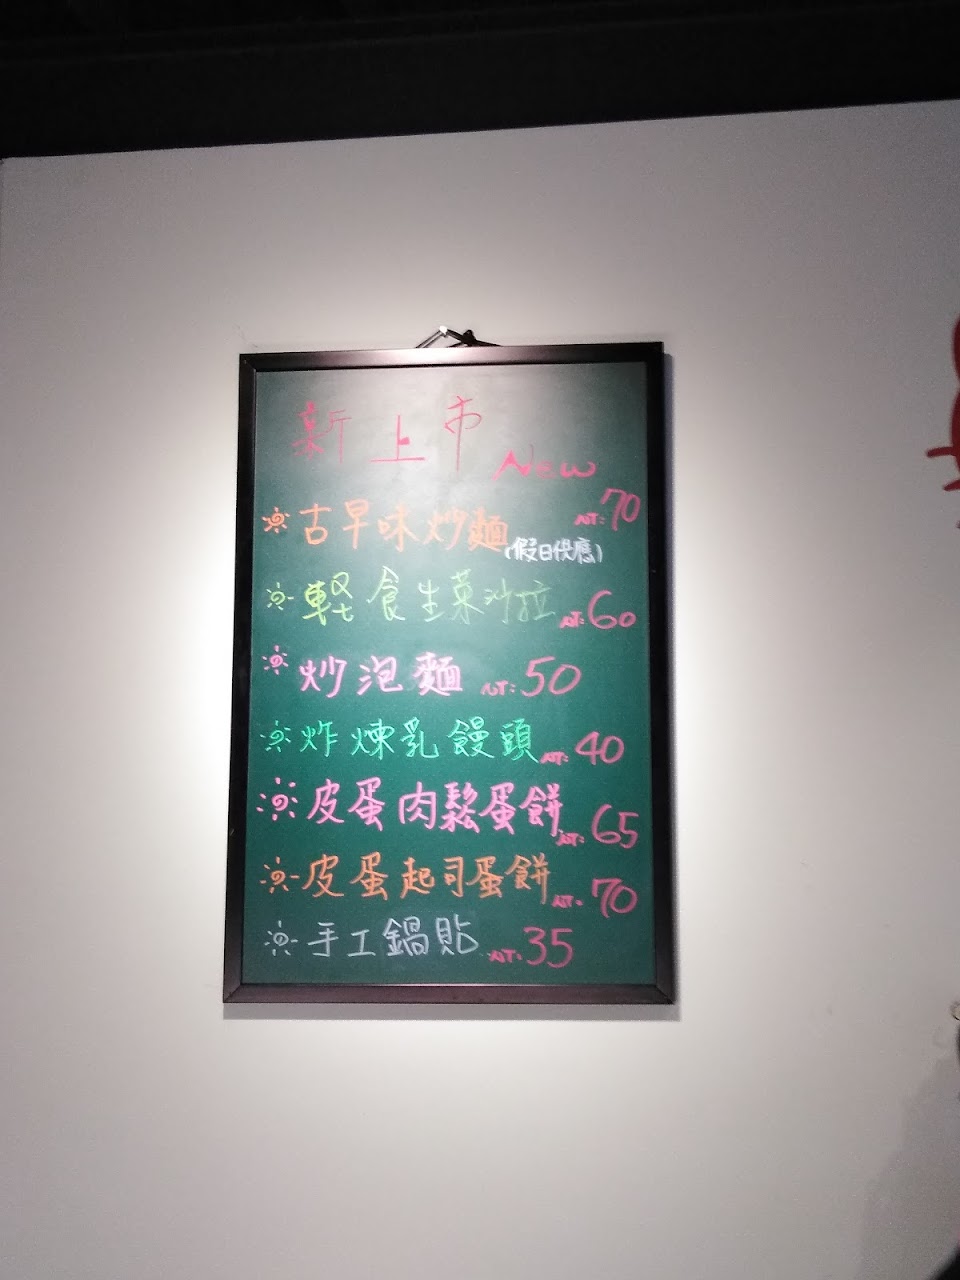 新上市 New
古早味炒麵 NT:70
(假日供應)
軽食生菜沙拉 NT:60
炒泡麵 NT:50
炸煉乳饅頭 NT:40
皮蛋肉鬆蛋餅 NT:65
皮蛋起司蛋餅 NT:70
手工鍋貼 NT:35